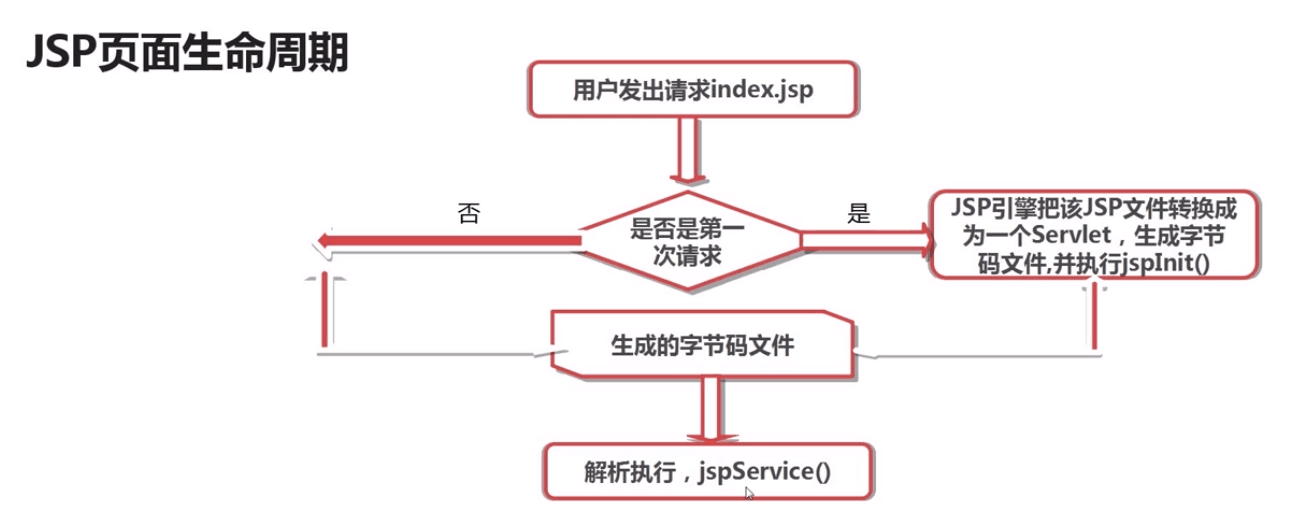 JSP页面生命周期
用户发出请求index.jsp
否
是否是第一
次请求
是
JSP引擎把该JSP文件转换成
为一个Servlet，生成字节
码文件,并执行jspInit()
生成的字节码文件
解析执行，jspService()